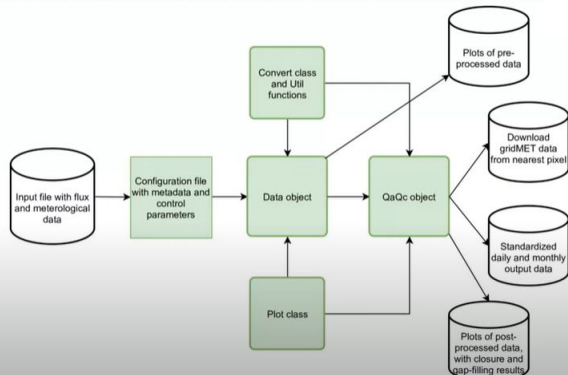 Plots of pre-
processed data
Convert class
and Util
functions
Download
gridMET data
from nearest pixel
Input file with flux
and meterological
data
Configuration file
with metadata and
control
parameters
Data object
QaQc object
Standardized
daily and monthly
output data
Plot class
Plots of post-
processed data,
with closure and
gap-filling results